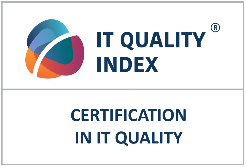 IT QUALITY ®
INDEX
CERTIFICATION
IN IT QUALITY